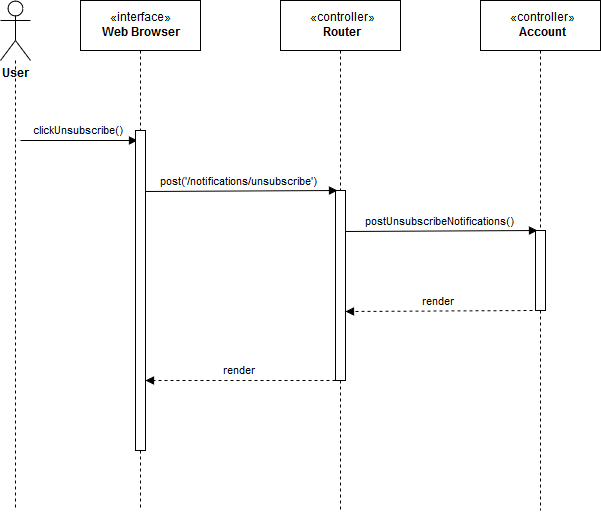 «interface»
Web Browser
«controller»
Router
«controller»
Account
User
clickUnsubscribe()
post('/notifications/unsubscribe')
postUnsubscribeNotifications()
render
render